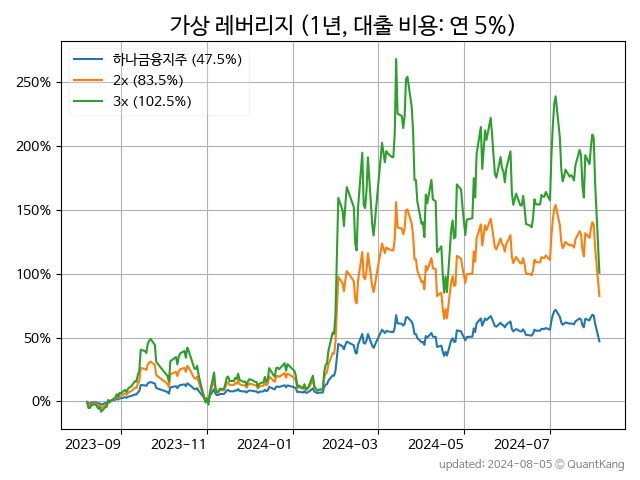 가상 레버리지 (1년, 대출 비용: 연 5%)
하나금융지주 (47.5%)
2x (83.5%)
3x (102.5%)
250%
200%
150%
100%
50%
0%
2023-09 2023-11 2024-01 2024-03 2024-05 2024-07
updated: 2024-08-05 © QuantKang